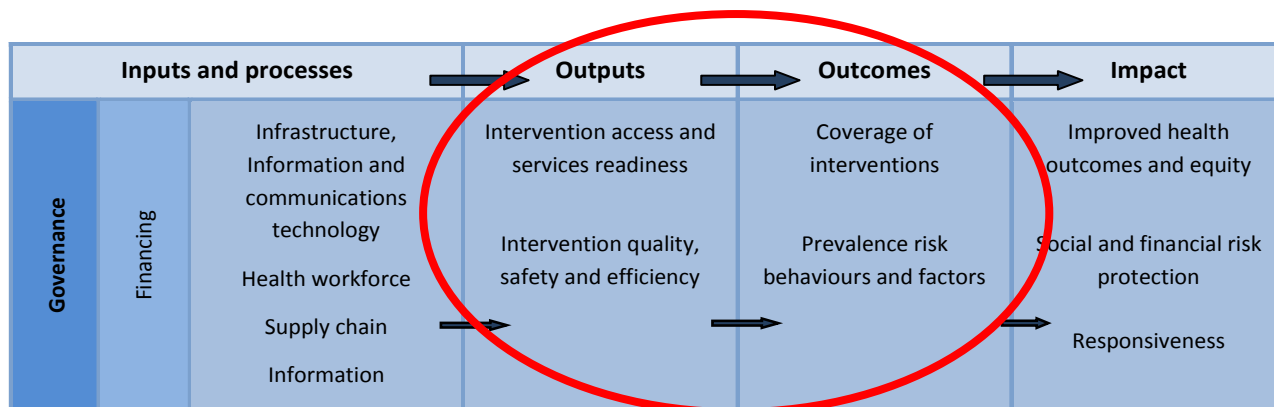 Inputs and processes
Outputs
Outcomes
Impact
Governance
Financing
Infrastructure,
Information and
communications
technology
Health workforce
Supply chain
Information
Intervention access and
services readiness
Intervention quality,
safety and efficiency
Coverage of
interventions
Prevalence risk
behaviours and factors
Improved health
outcomes and equity
Social and financial risk
protection
Responsiveness